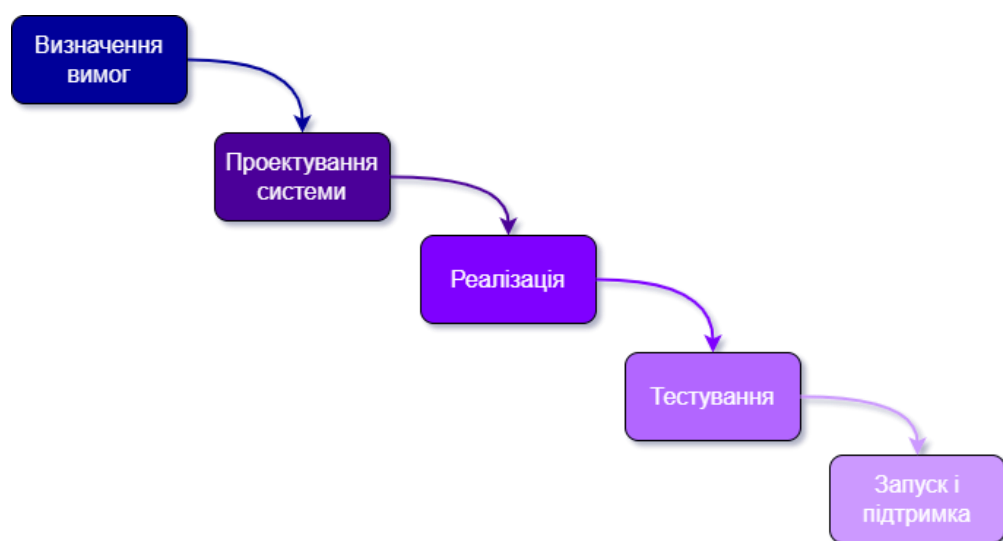 Визначення
вимог
Проектування
системи
Реалізація
Тестування
Запуск і
підтримка